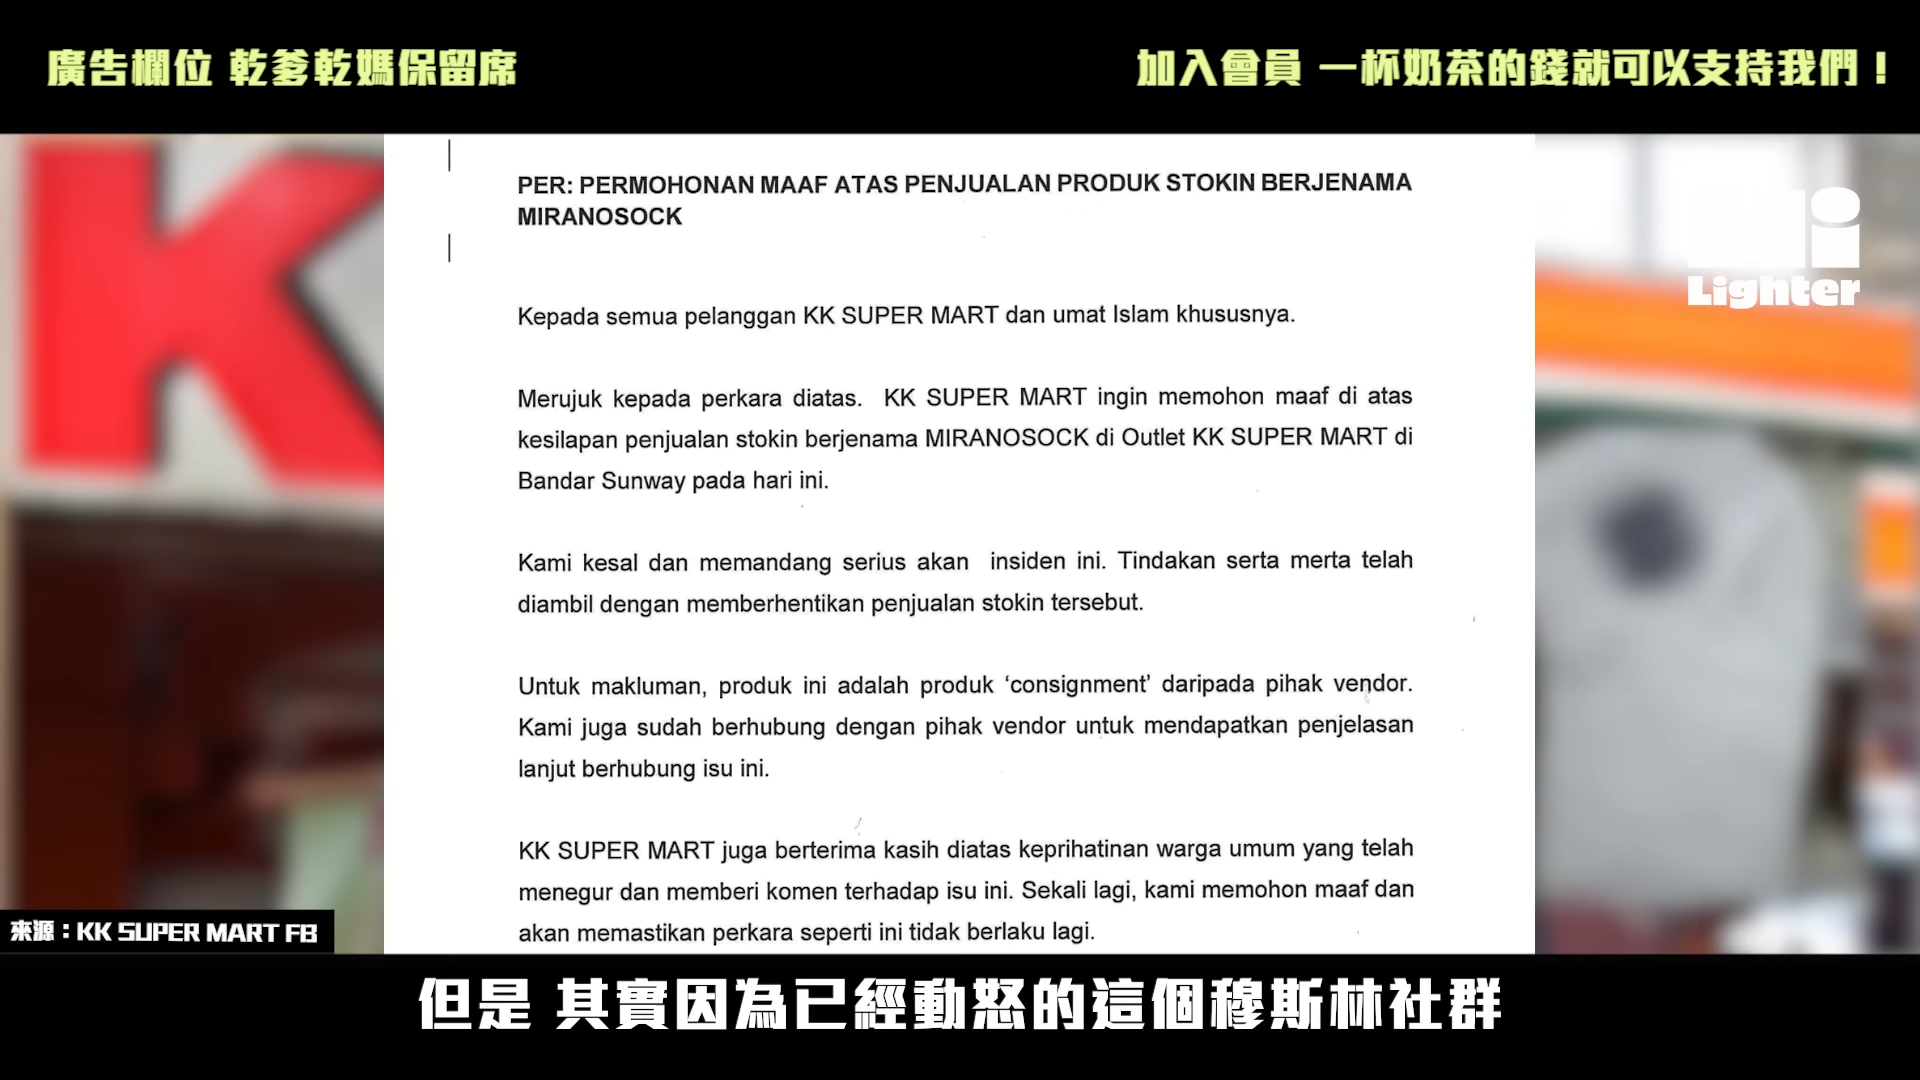 廣告欄位 乾爹乾媽保留席
加入會員 一杯奶茶的錢就可以支持我們！
K
Lighter
PER: PERMOHONAN MAAF ATAS PENJUALAN PRODUK STOKIN BERJENAMA
MIRANOSOCK
Kepada semua pelanggan KK SUPER MART dan umat Islam khususnya.
Merujuk kepada perkara diatas. KK SUPER MART ingin memohon maaf di atas
kesilapan penjualan stokin berjenama MIRANOSOCK di Outlet KK SUPER MART di
Bandar Sunway pada hari ini.
Kami kesal dan memandang serius akan insiden ini. Tindakan serta merta telah
diambil dengan memberhentikan penjualan stokin tersebut.
Untuk makluman, produk ini adalah produk ‘consignment’ daripada pihak vendor.
Kami juga sudah berhubung dengan pihak vendor untuk mendapatkan penjelasan
lanjut berhubung isu ini.
KK SUPER MART juga berterima kasih diatas keprihatinan warga umum yang telah
menegur dan memberi komen terhadap isu ini. Sekali lagi, kami memohon maaf dan
akan memastikan perkara seperti ini tidak berlaku lagi.
來源：KK SUPER MART FB
但是 其實因為已經動怒的這個穆斯林社群